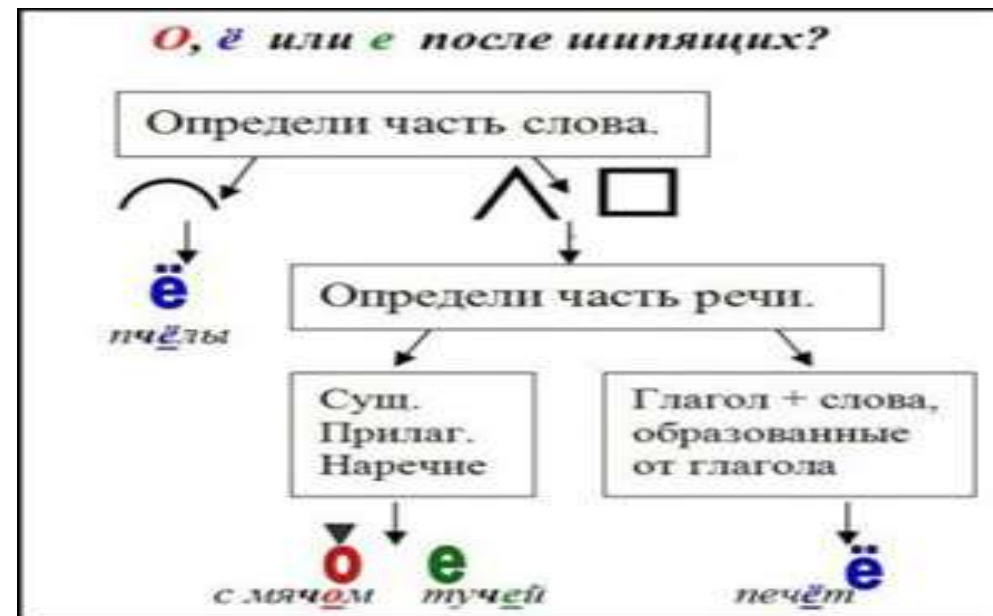 О, ё или е после шипящих?
Определи часть слова.
ё
пчёлы
Определи часть речи.
Сущ.
Прилаг.
Наречие
Глагол + слова,
образованные
от глагола
о е
с мячом тучей
ё
печёт